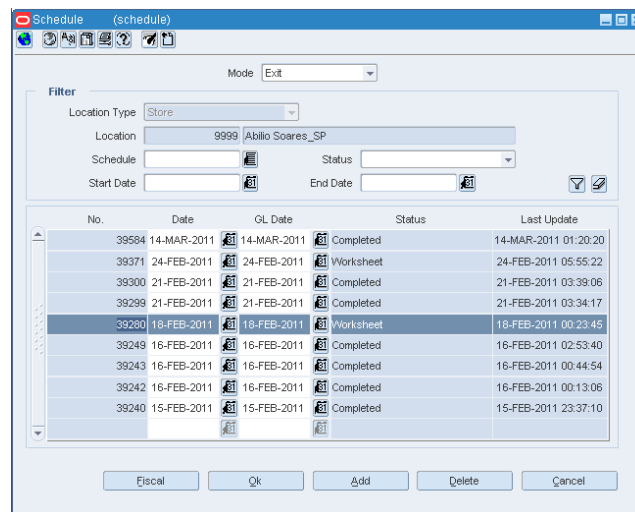 Schedule (schedule)
Mode Exit
Filter
Location Type Store
Location 9999 Abilio Soares_SP
Schedule Status
Start Date End Date
No. Date GL Date Status Last Update
39584 14-MAR-2011 14-MAR-2011 Completed 14-MAR-2011 01:20:20
39371 24-FEB-2011 24-FEB-2011 Worksheet 24-FEB-2011 05:55:22
39300 21-FEB-2011 21-FEB-2011 Completed 21-FEB-2011 03:39:06
39299 21-FEB-2011 21-FEB-2011 Completed 21-FEB-2011 03:34:17
39280 18-FEB-2011 18-FEB-2011 Worksheet 18-FEB-2011 00:23:45
39249 16-FEB-2011 16-FEB-2011 Completed 16-FEB-2011 02:53:40
39243 16-FEB-2011 16-FEB-2011 Completed 16-FEB-2011 00:44:54
39242 16-FEB-2011 16-FEB-2011 Completed 16-FEB-2011 00:13:06
39240 15-FEB-2011 15-FEB-2011 Completed 15-FEB-2011 23:37:10
Fiscal Ok Add Delete Cancel